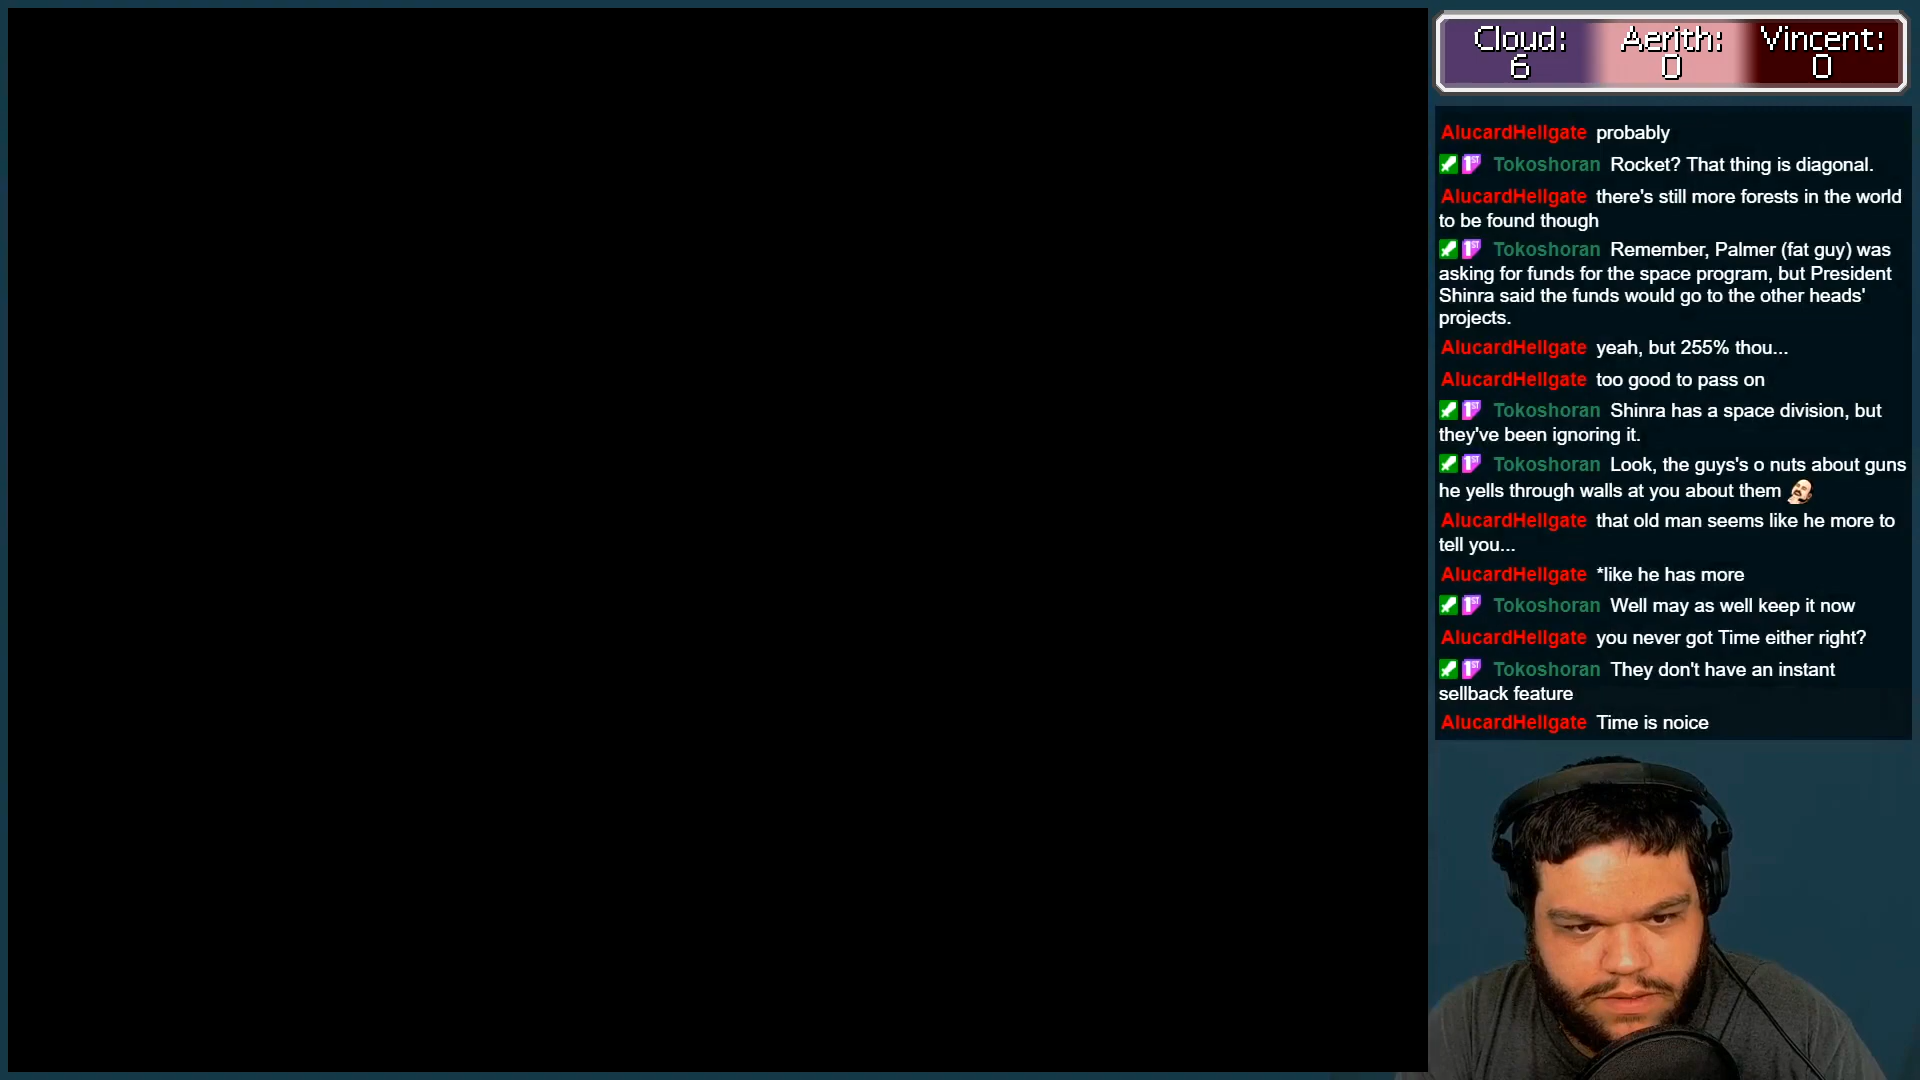 Cloud: Aerith: Vincent:
6 0 0
AlucardHellgate probably
1ST Tokoshoran Rocket? That thing is diagonal.
AlucardHellgate there's still more forests in the world
to be found though
1ST Tokoshoran Remember, Palmer (fat guy) was
asking for funds for the space program, but President
Shinra said the funds would go to the other heads'
projects.
AlucardHellgate yeah, but 255% thou...
AlucardHellgate too good to pass on
1ST Tokoshoran Shinra has a space division, but
they've been ignoring it.
1ST Tokoshoran Look, the guys's o nuts about guns
he yells through walls at you about them
AlucardHellgate that old man seems like he more to
tell you...
AlucardHellgate *like he has more
1ST Tokoshoran Well may as well keep it now
AlucardHellgate you never got Time either right?
1ST Tokoshoran They don't have an instant
sellback feature
AlucardHellgate Time is noice